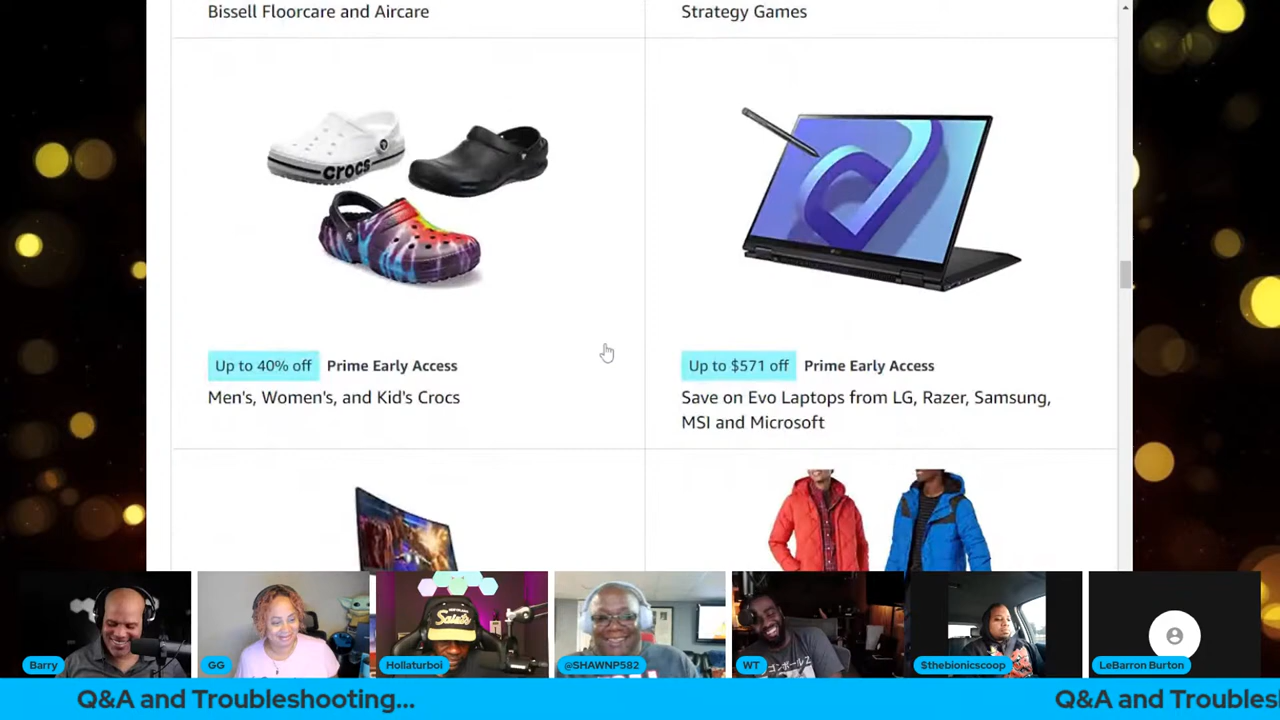 Bissell Floorcare and Aircare
Strategy Games
crocs
Up to 40% off Prime Early Access
Men's, Women's, and Kid's Crocs
Up to $571 off Prime Early Access
Save on Evo Laptops from LG, Razer, Samsung,
MSI and Microsoft
Saints
Barry
GG
Hollaturboi
@SHAWNP582
WT
$thebionicscoop
LeBarron Burton
Q&A and Troubleshooting...
Q&A and Troubles